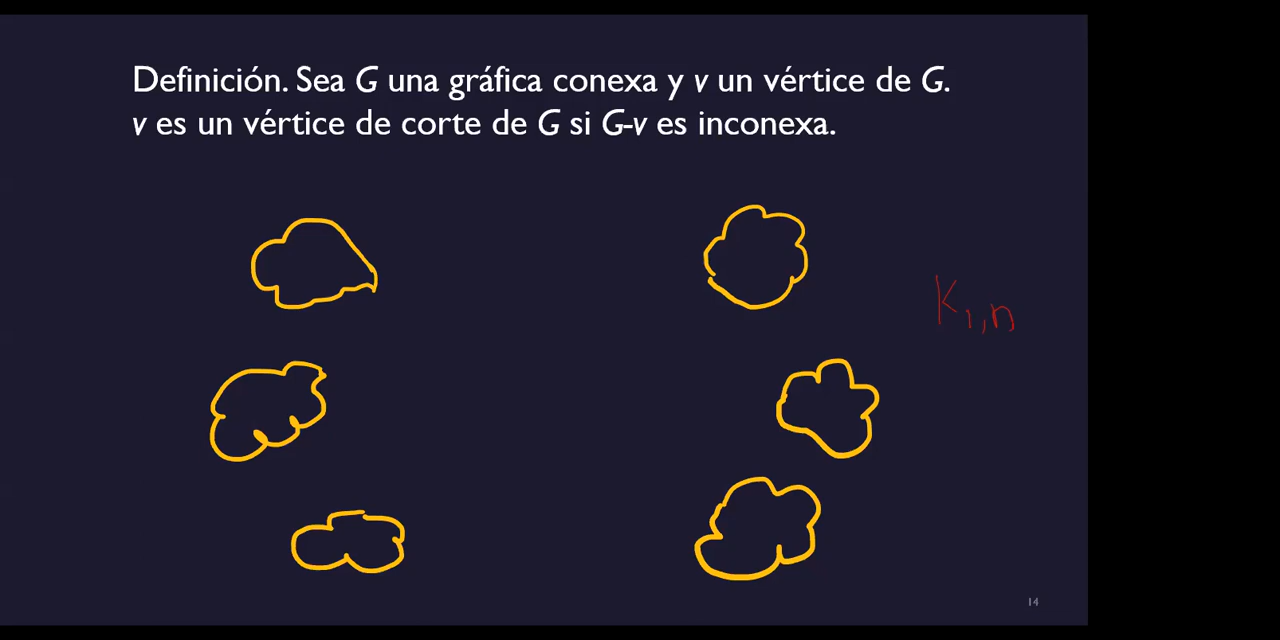 Definición. Sea G una gráfica conexa y v un vértice de G.
v es un vértice de corte de G si G-v es inconexa.
K1,n
14